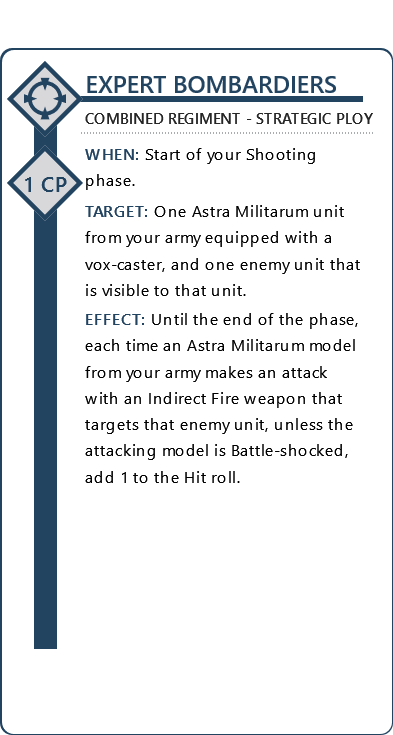 EXPERT BOMBARDIERS
COMBINED REGIMENT - STRATEGIC PLOY
1 CP
WHEN: Start of your Shooting
phase.
TARGET: One Astra Militarum unit
from your army equipped with a
vox-caster, and one enemy unit that
is visible to that unit.
EFFECT: Until the end of the phase,
each time an Astra Militarum model
from your army makes an attack
with an Indirect Fire weapon that
targets that enemy unit, unless the
attacking model is Battle-shocked,
add 1 to the Hit roll.